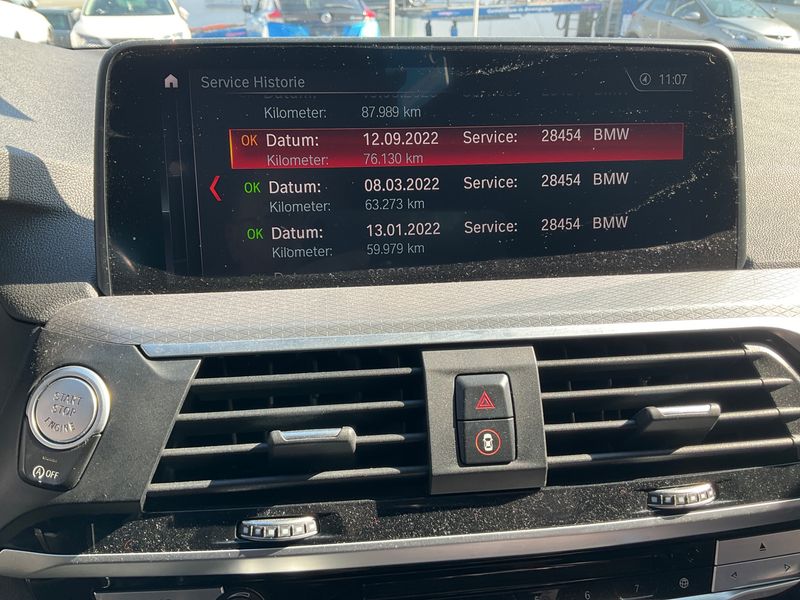 Service Historie 11:07
Kilometer: 87.989 km
OK Datum: 12.09.2022 Service: 28454 BMW
Kilometer: 76.130 km
OK Datum: 08.03.2022 Service: 28454 BMW
Kilometer: 63.273 km
OK Datum: 13.01.2022 Service: 28454 BMW
Kilometer: 59.979 km
START
STOP
ENGINE
A OFF
6 7